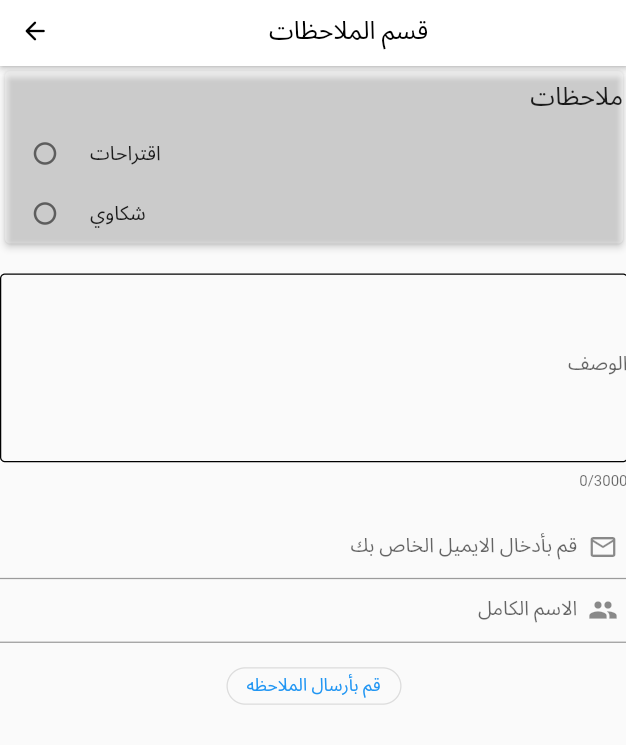 قسم الملاحظات
ملاحظات
اقتراحات
شكاوي
الوصف
0/3000
قم بأدخال الايميل الخاص بك
الاسم الكامل
قم بأرسال الملاحظه